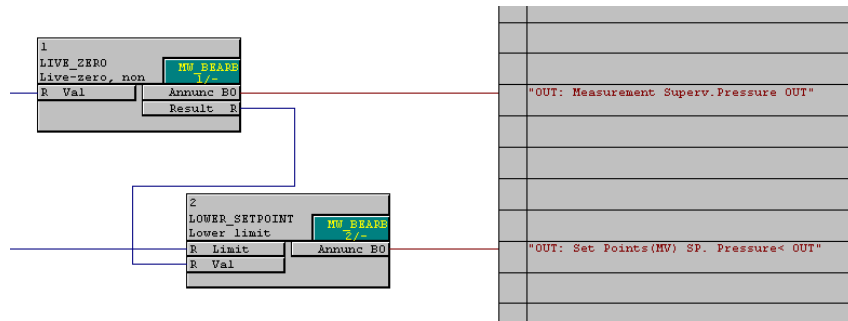 1
LIVE_ZERO
Live-zero, non
MW_BEARB
1/-
R Val
Annunc BO
Result R
"OUT: Measurement Superv.Pressure OUT"
2
LOWER_SETPOINT
Lower limit
MW_BEARB
2/-
R Limit
Annunc BO
R Val
"OUT: Set Points(MV) SP. Pressure< OUT"